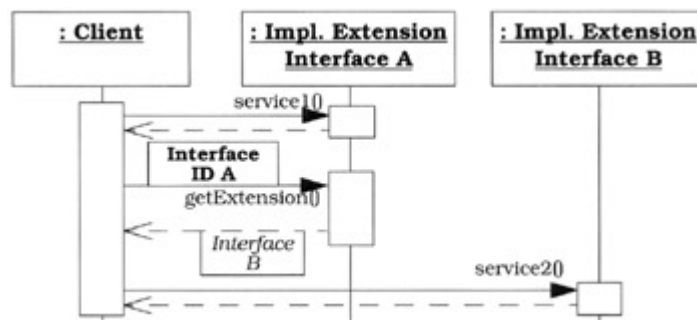 : Client
: Impl. Extension
Interface A
: Impl. Extension
Interface B
service1()
Interface
ID A
getExtension()
Interface
B
service2()